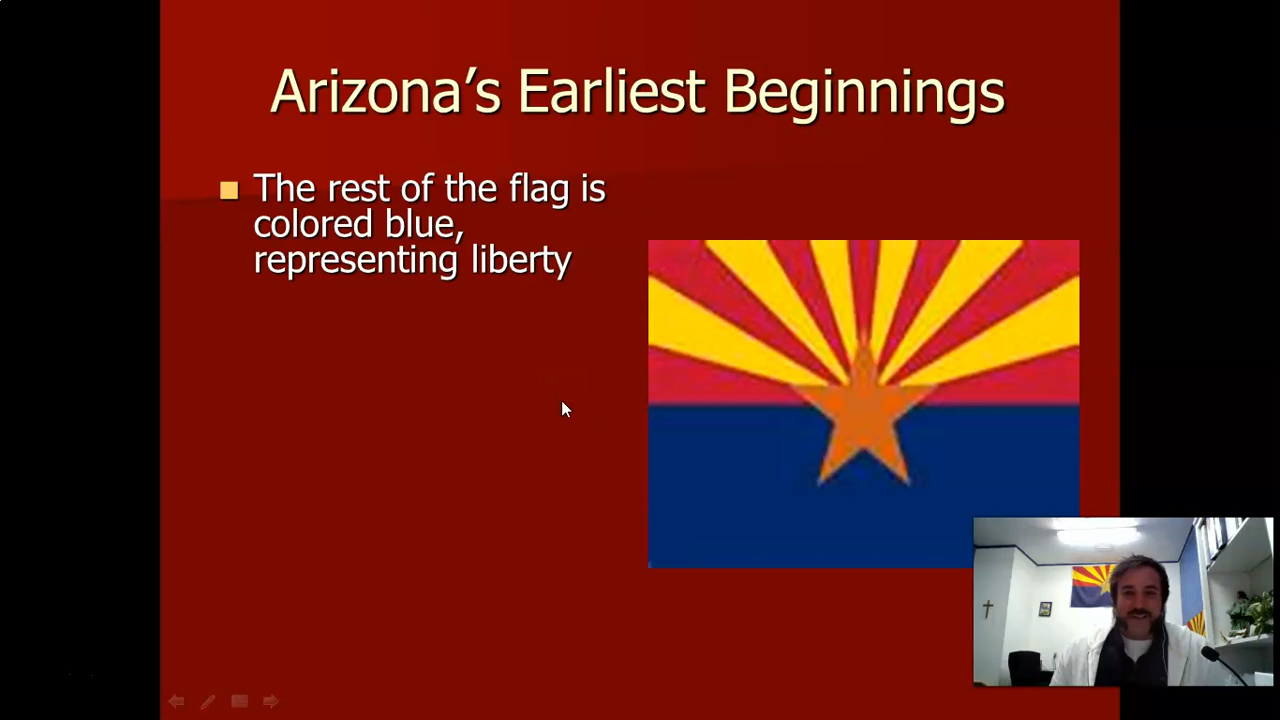 Arizona’s Earliest Beginnings
The rest of the flag is
colored blue,
representing liberty